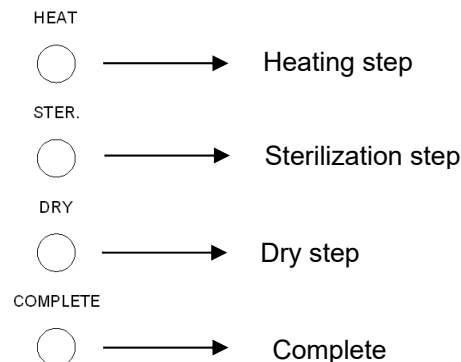 HEAT
Heating step
STER.
Sterilization step
DRY
Dry step
COMPLETE
Complete